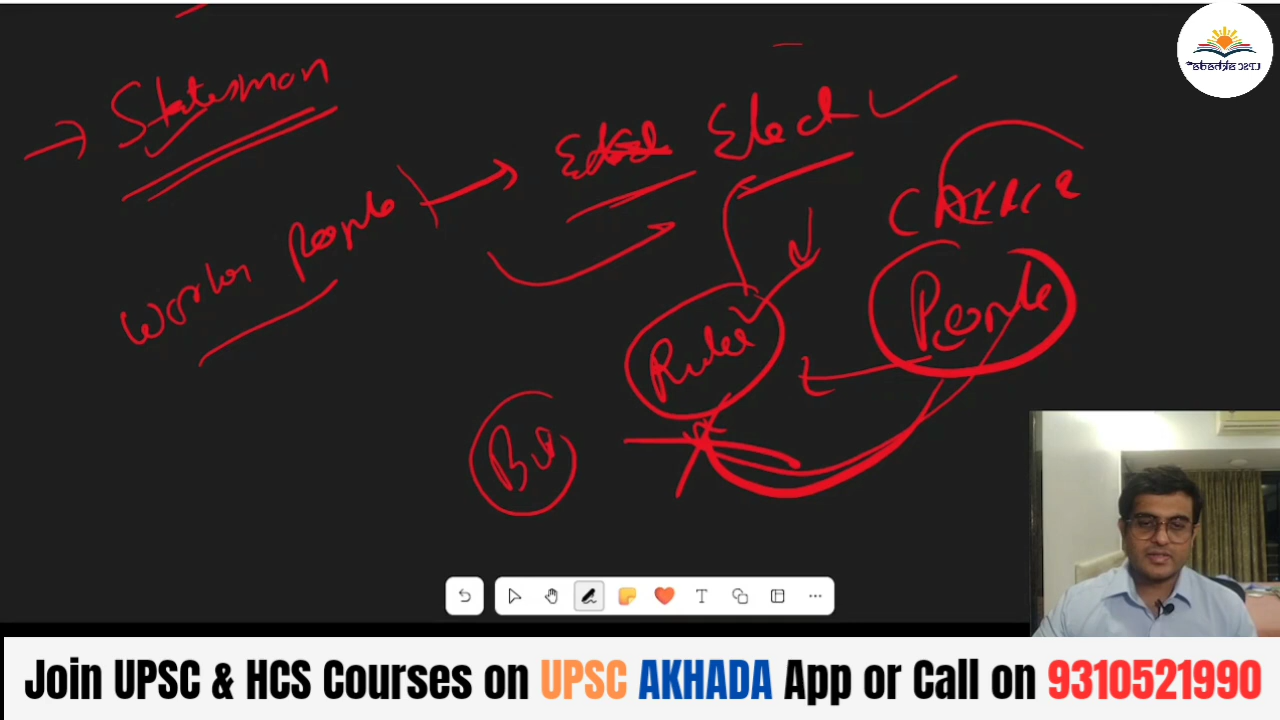 → Statesman
Elect ✓
Worker People
Ruler
People
Join UPSC & HCS Courses on UPSC AKHADA App or Call on 9310521990